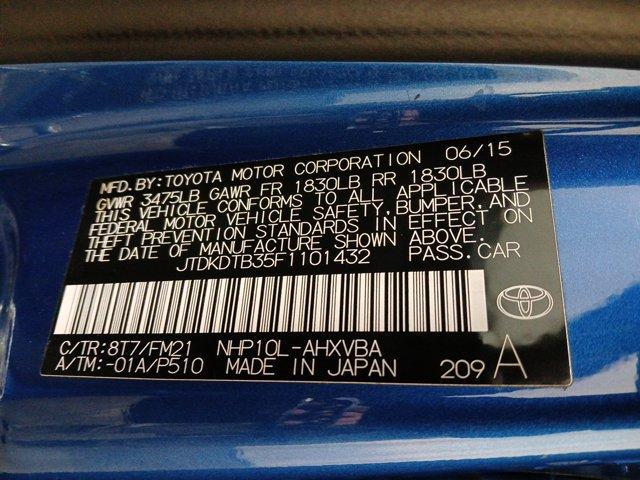 MFD.BY:TOYOTA MOTOR CORPORATION 06/15
GVWR 3475LB GAWR FR 1830LB RR 1830LB
THIS VEHICLE CONFORMS TO ALL APPLICABLE
FEDERAL MOTOR VEHICLE SAFETY,BUMPER,AND
THEFT PREVENTION STANDARDS IN EFFECT ON
THE DATE OF MANUFACTURE SHOWN ABOVE.
JTDKDTB35F1101432 PASS.CAR
C/TR:8T7/FM21 NHP10L-AHXVBA
A/TM:-01A/P510 MADE IN JAPAN 209 A